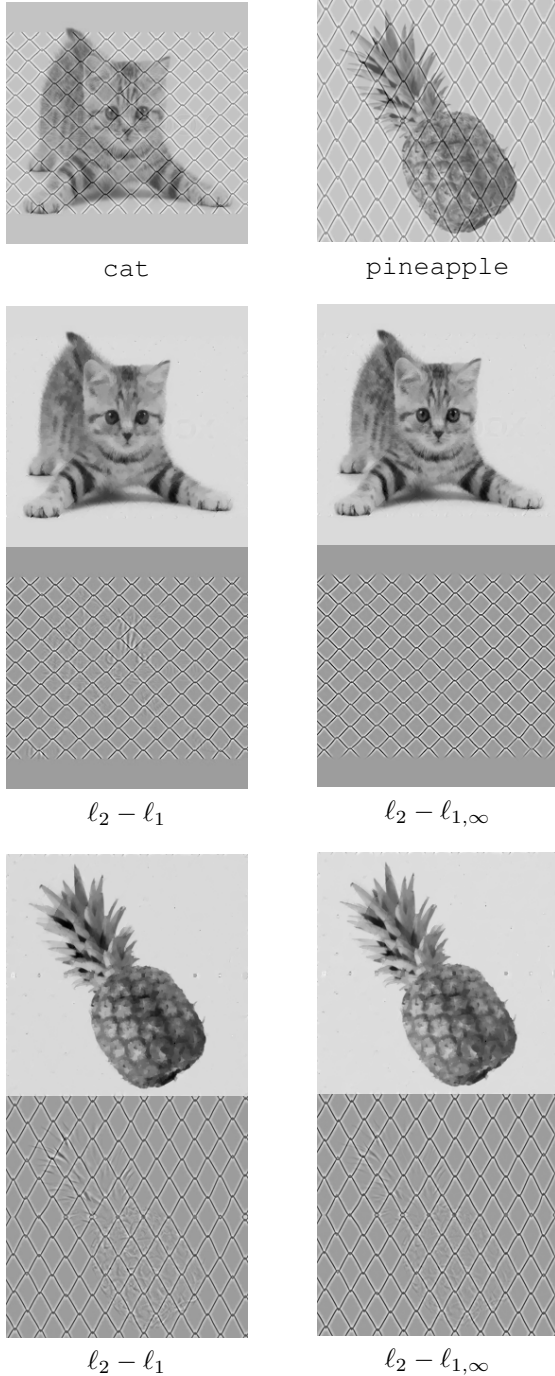 cat
pineapple
ℓ₂ − ℓ₁
ℓ₂ − ℓ₁,∞
ℓ₂ − ℓ₁
ℓ₂ − ℓ₁,∞